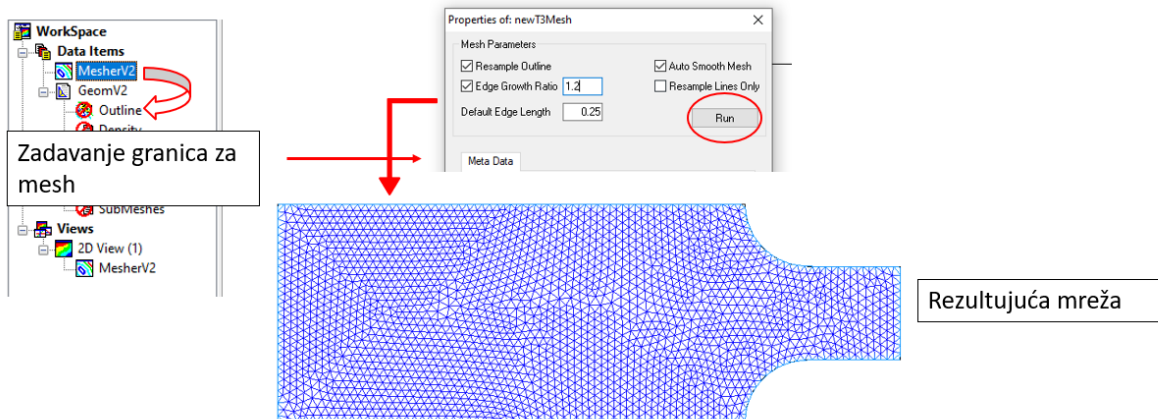 WorkSpace
Data Items
MesherV2
GeomV2
Outline
Density
Zadavanje granica za
mesh
SubMeshes
Views
2D View (1)
MesherV2
Properties of: newT3Mesh
Mesh Parameters
Resample Outline
Auto Smooth Mesh
Edge Growth Ratio 1.2
Resample Lines Only
Default Edge Length 0.25
Run
Meta Data
Rezultujuća mreža